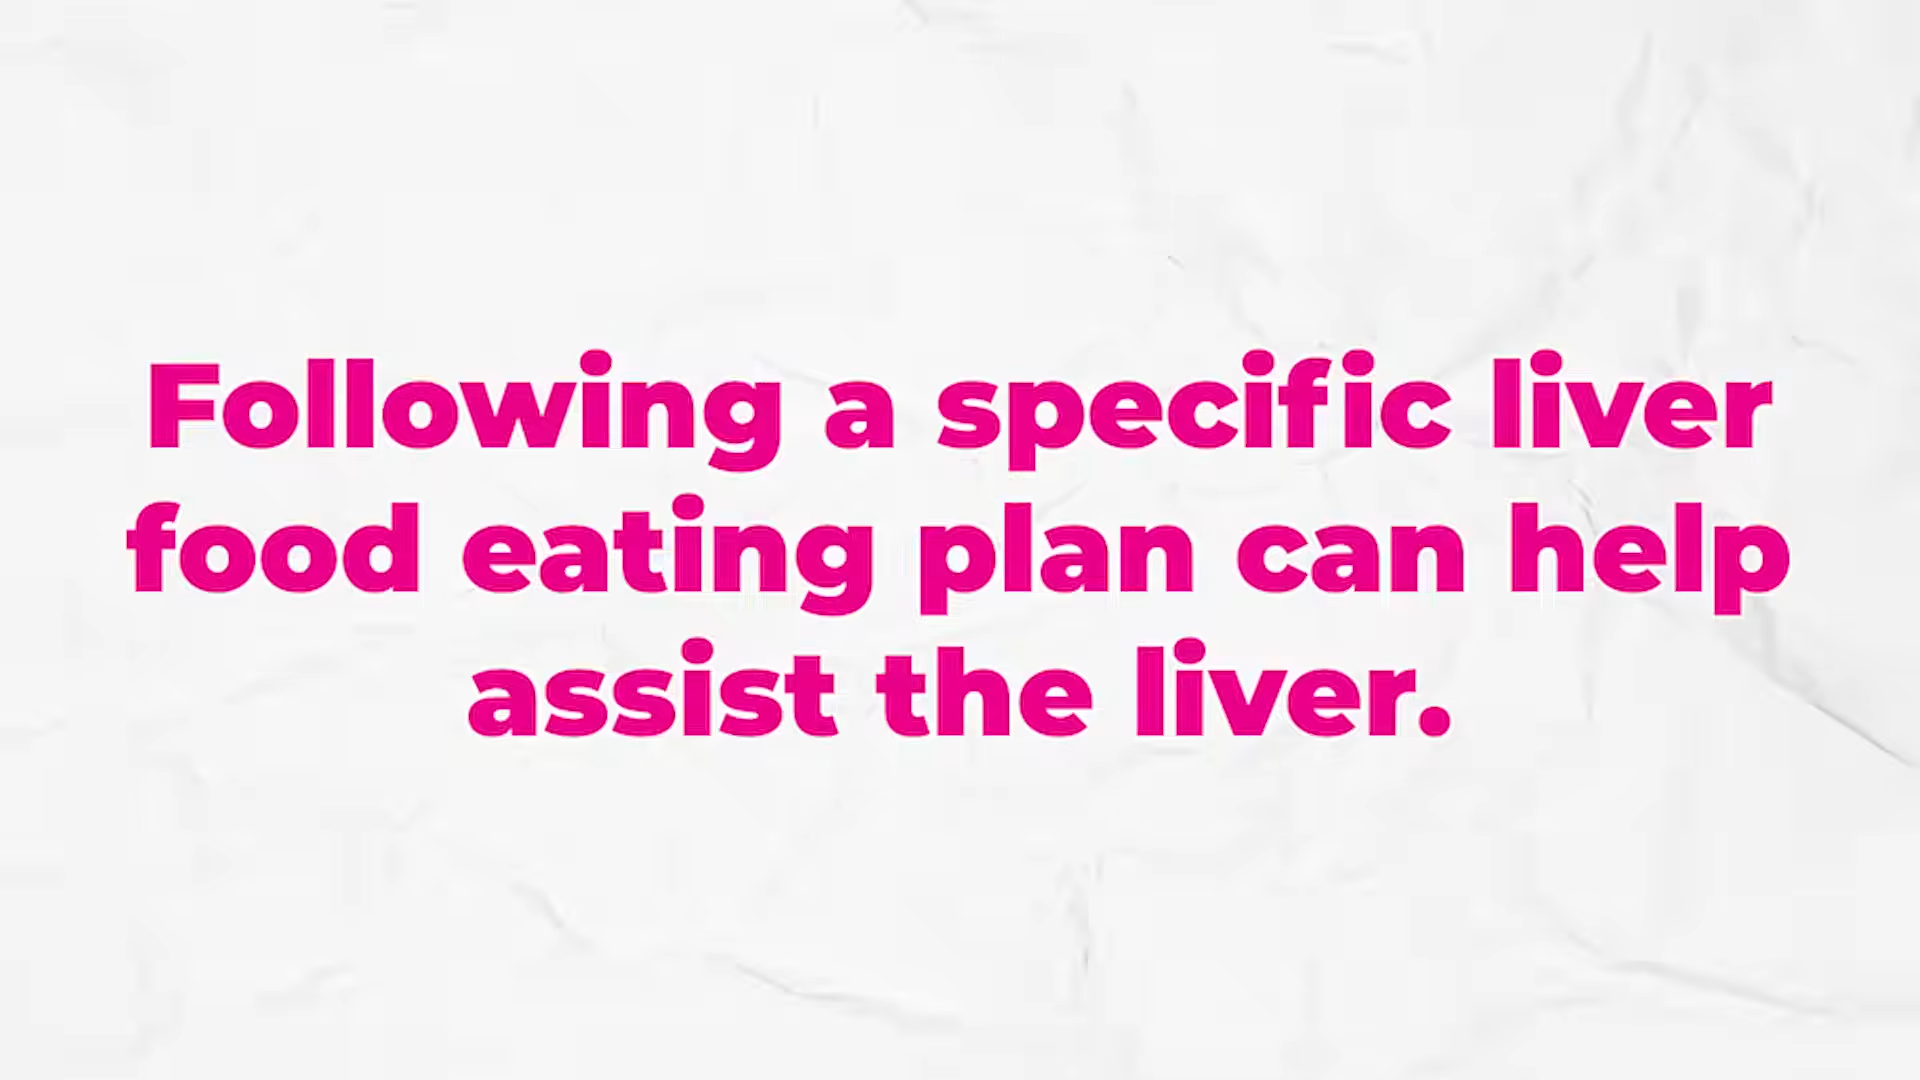 Following a specific liver
food eating plan can help
assist the liver.